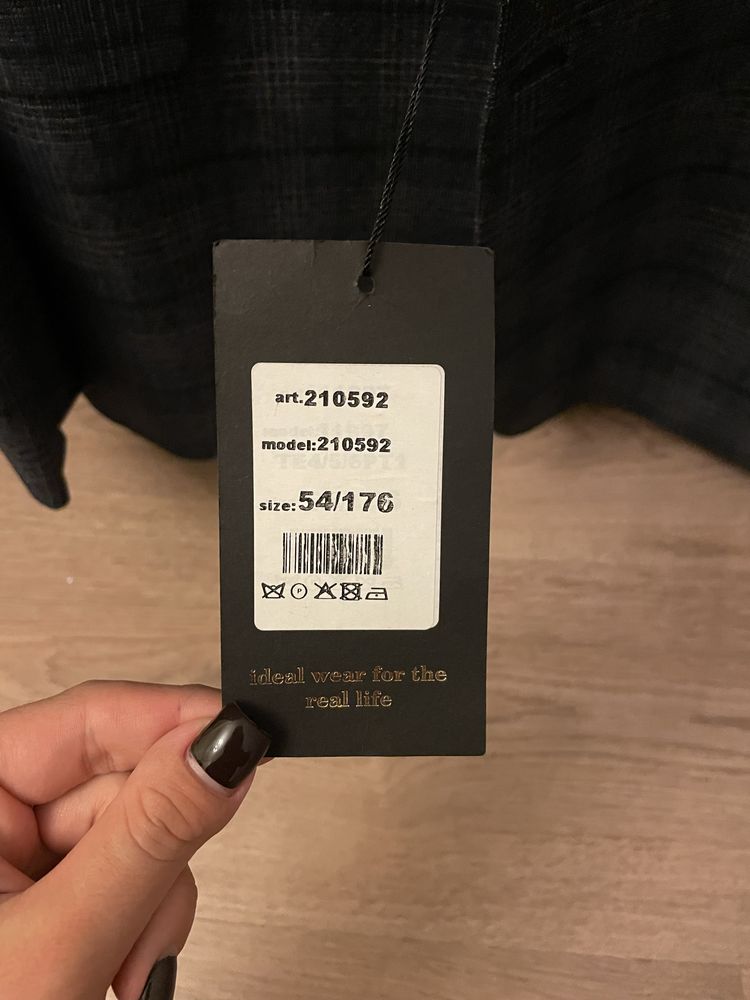 art.210592
model:210592
size:54/176
P
ideal wear for the
real life